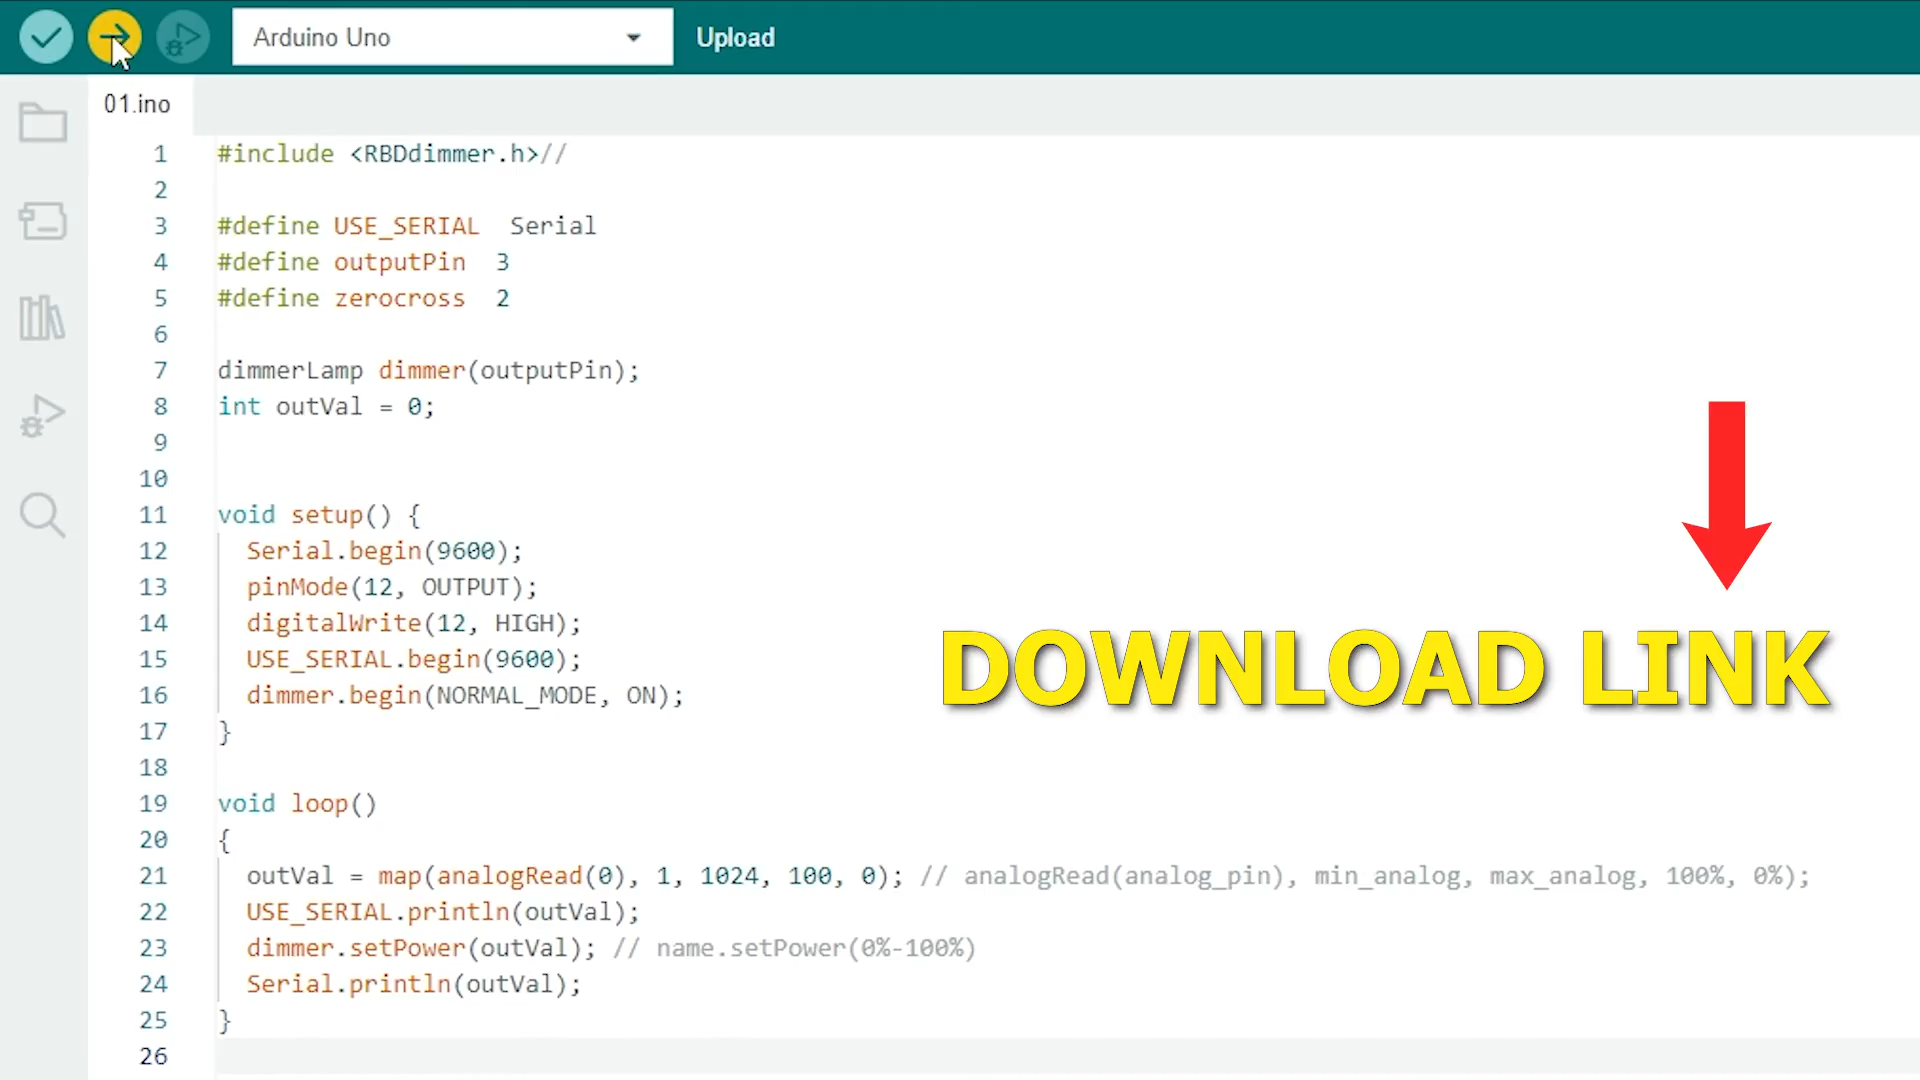 Arduino Uno
Upload
01.ino
1 #include <RBDdimmer.h>//
2
3 #define USE_SERIAL  Serial
4 #define outputPin  3
5 #define zerocross  2
6
7 dimmerLamp dimmer(outputPin);
8 int outVal = 0;
9
10
11 void setup() {
12   Serial.begin(9600);
13   pinMode(12, OUTPUT);
14   digitalWrite(12, HIGH);
15   USE_SERIAL.begin(9600);
16   dimmer.begin(NORMAL_MODE, ON);
17 }
18
19 void loop()
20 {
21   outVal = map(analogRead(0), 1, 1024, 100, 0); // analogRead(analog_pin), min_analog, max_analog, 100%, 0%);
22   USE_SERIAL.println(outVal);
23   dimmer.setPower(outVal); // name.setPower(0%-100%)
24   Serial.println(outVal);
25 }
26
DOWNLOAD LINK